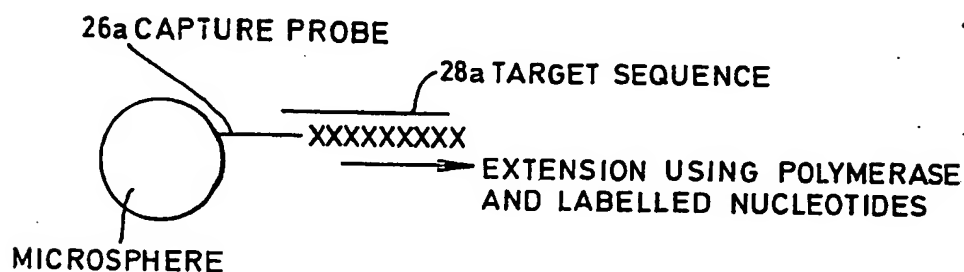 26a CAPTURE PROBE
28a TARGET SEQUENCE
XXXXXXXXX
EXTENSION USING POLYMERASE
AND LABELLED NUCLEOTIDES
MICROSPHERE